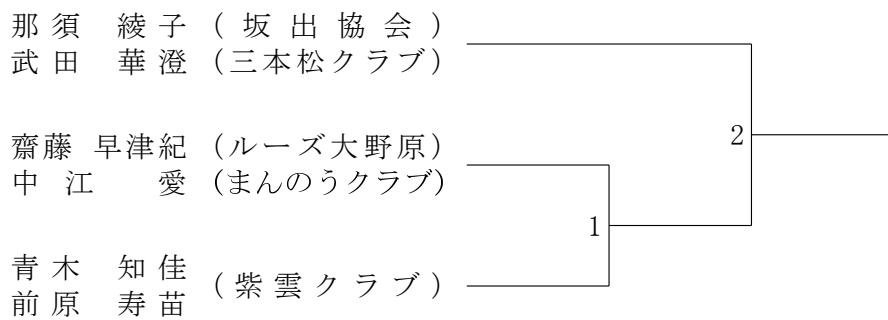 那須 綾子 (坂出協会)
武田 華澄 (三本松クラブ)
2
齋藤 早津紀 (ルーズ大野原)
中江 愛 (まんのうクラブ)
1
青木 知佳
前原 寿苗
(紫雲クラブ)